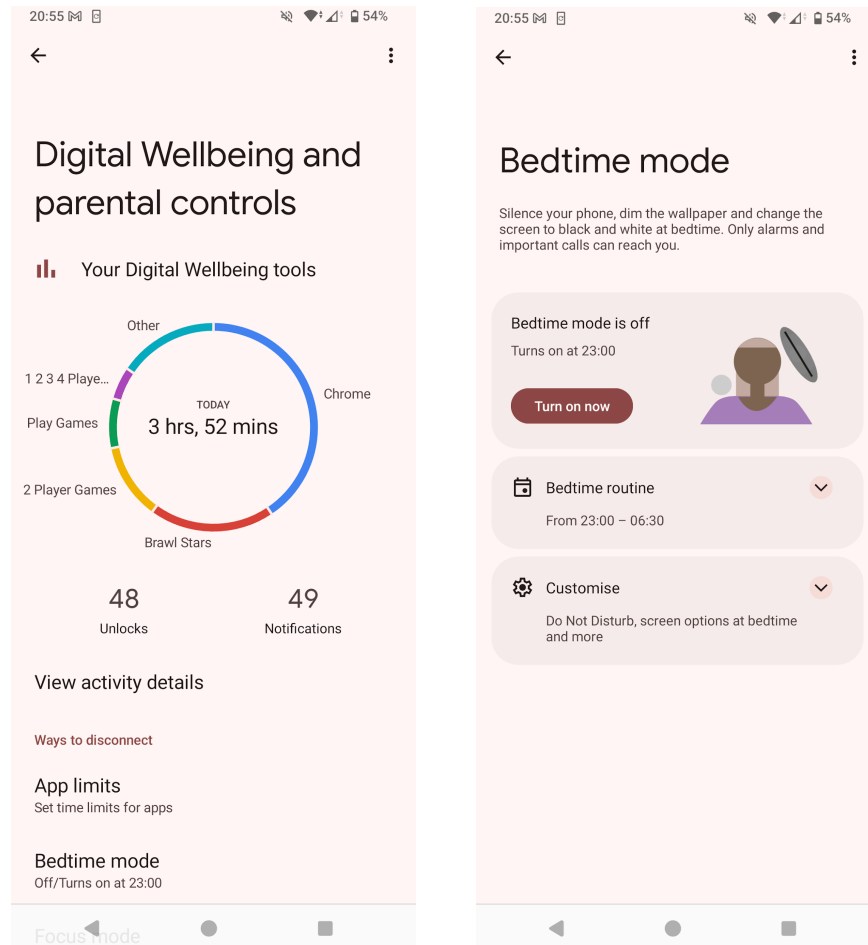 20:55
54%
Digital Wellbeing and
parental controls
Your Digital Wellbeing tools
Other
1 2 3 4 Playe...
Chrome
TODAY
3 hrs, 52 mins
Play Games
2 Player Games
Brawl Stars
48
49
Unlocks
Notifications
View activity details
Ways to disconnect
App limits
Set time limits for apps
Bedtime mode
Off/Turns on at 23:00
Focus mode
20:55
54%
Bedtime mode
Silence your phone, dim the wallpaper and change the
screen to black and white at bedtime. Only alarms and
important calls can reach you.
Bedtime mode is off
Turns on at 23:00
Turn on now
Bedtime routine
From 23:00 – 06:30
Customise
Do Not Disturb, screen options at bedtime
and more